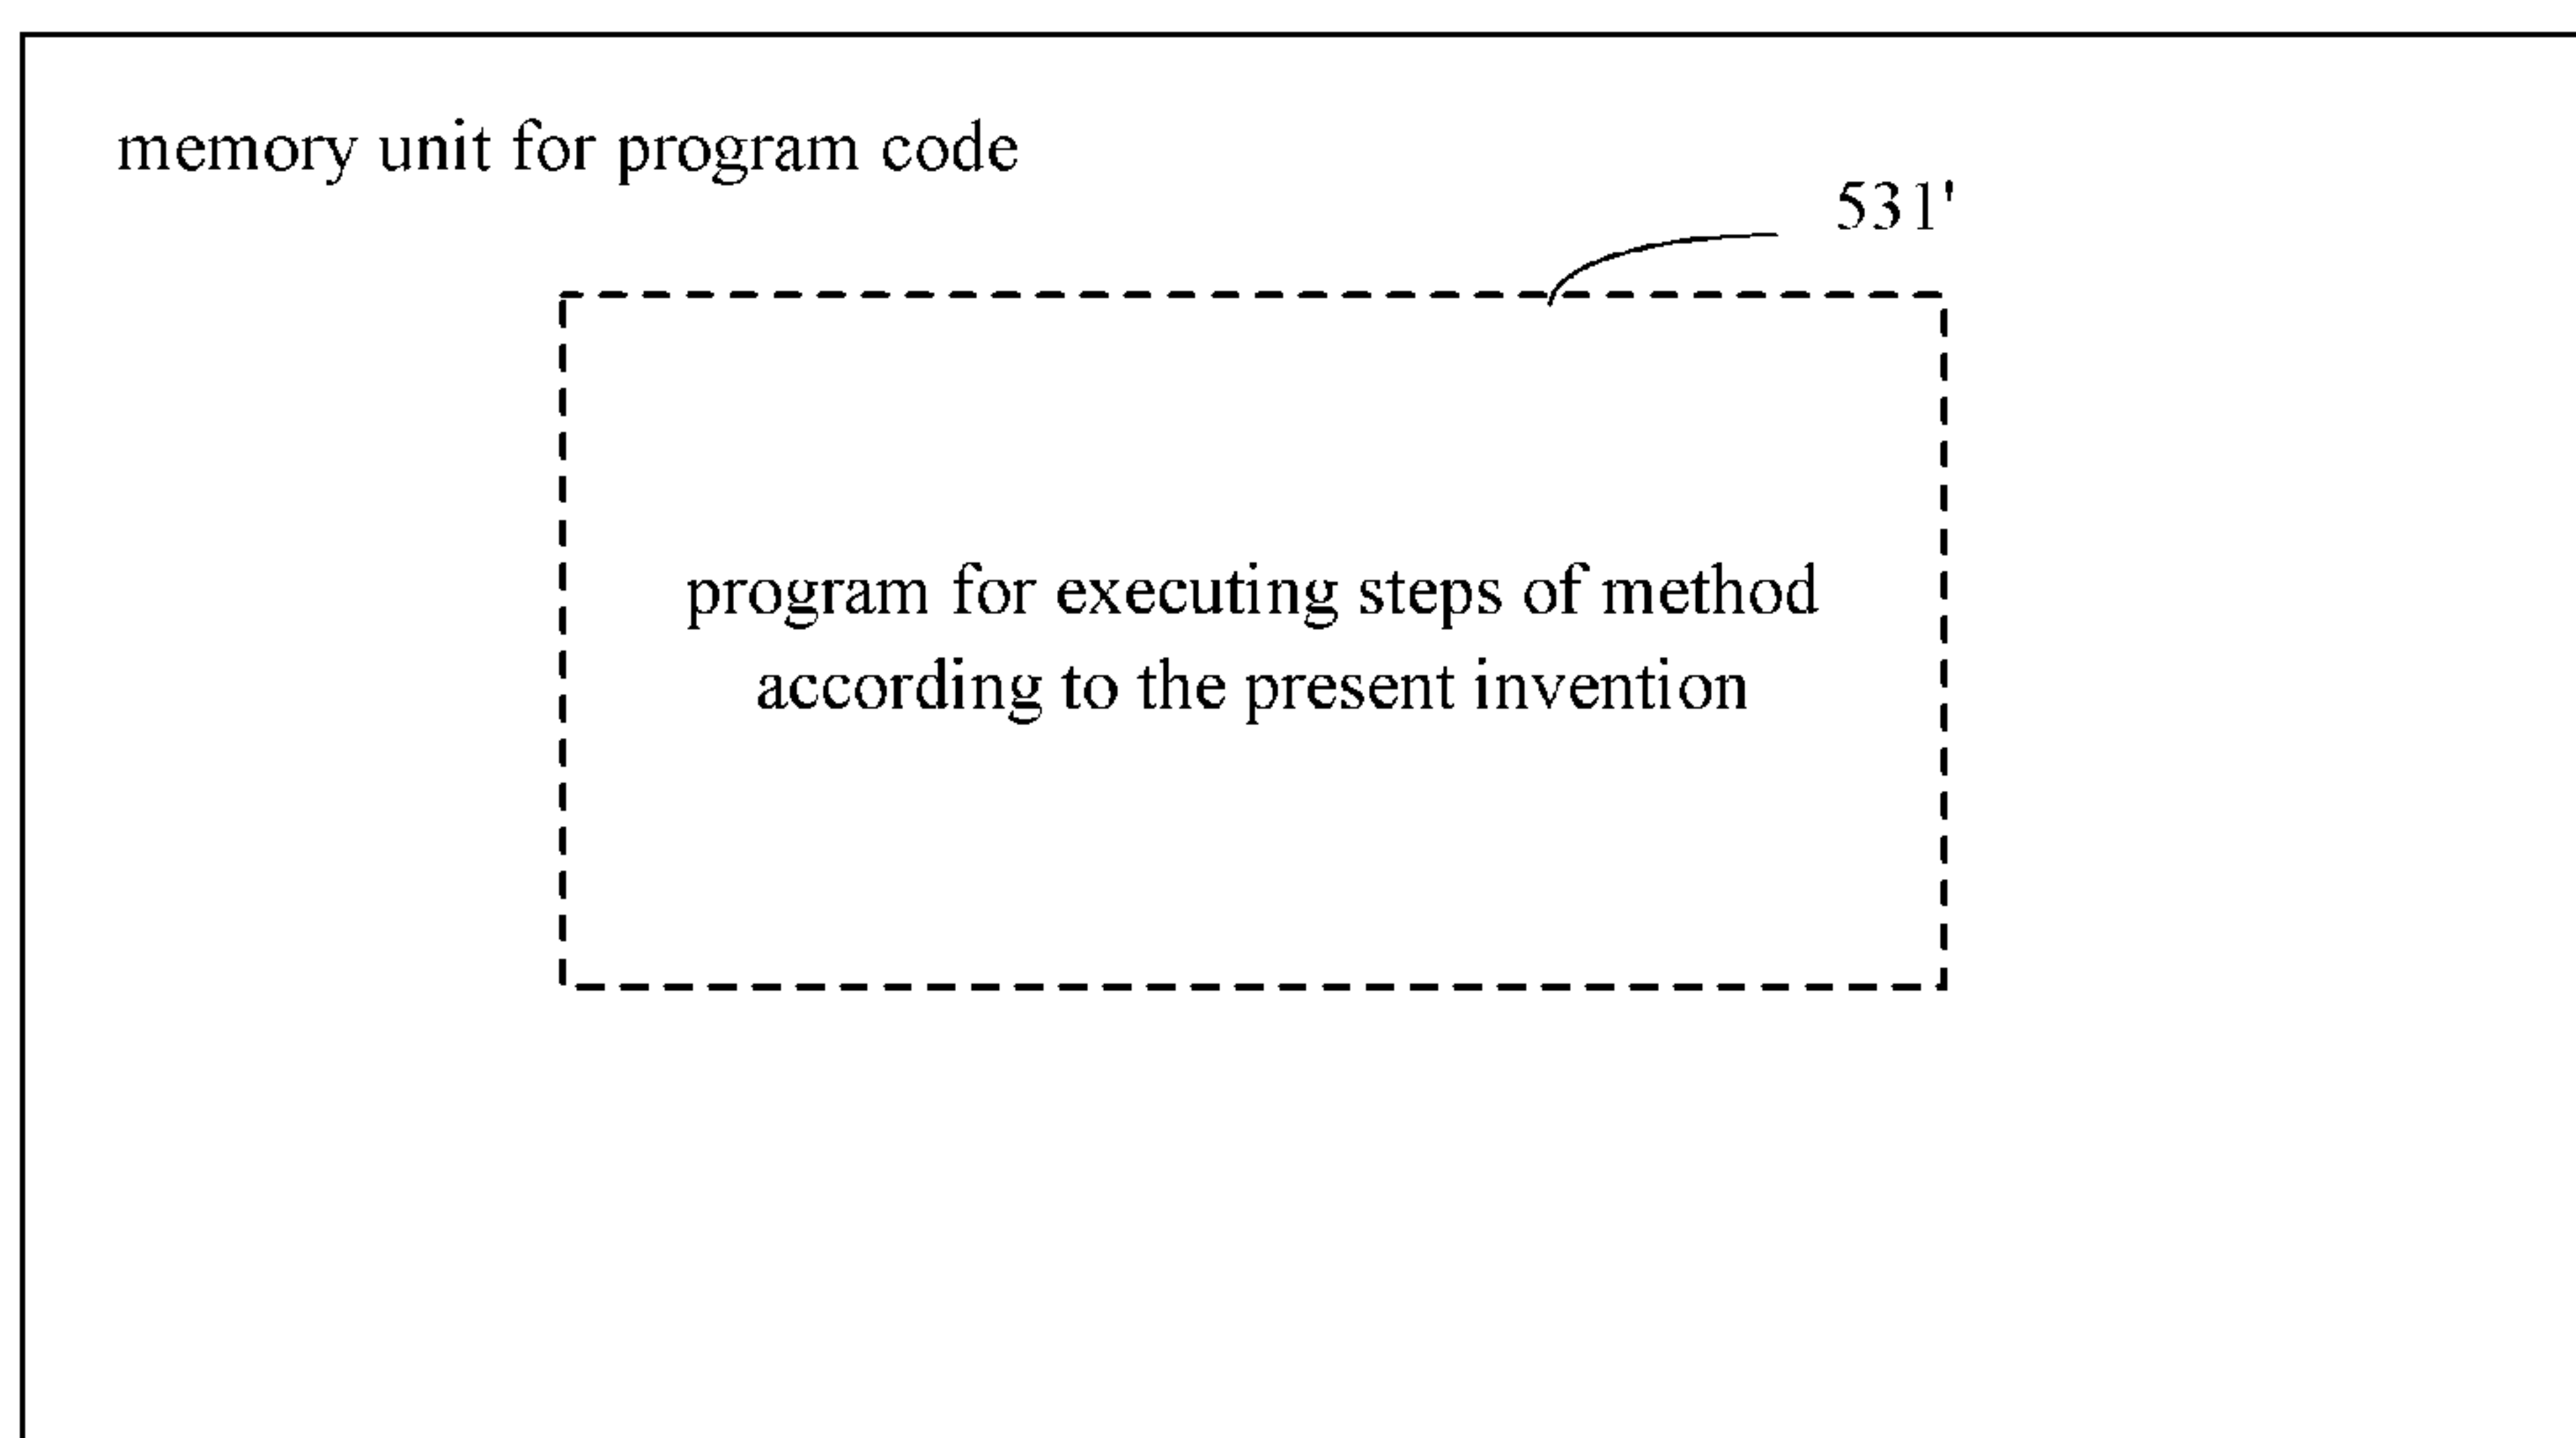 memory unit for program code
531'
program for executing steps of method
according to the present invention